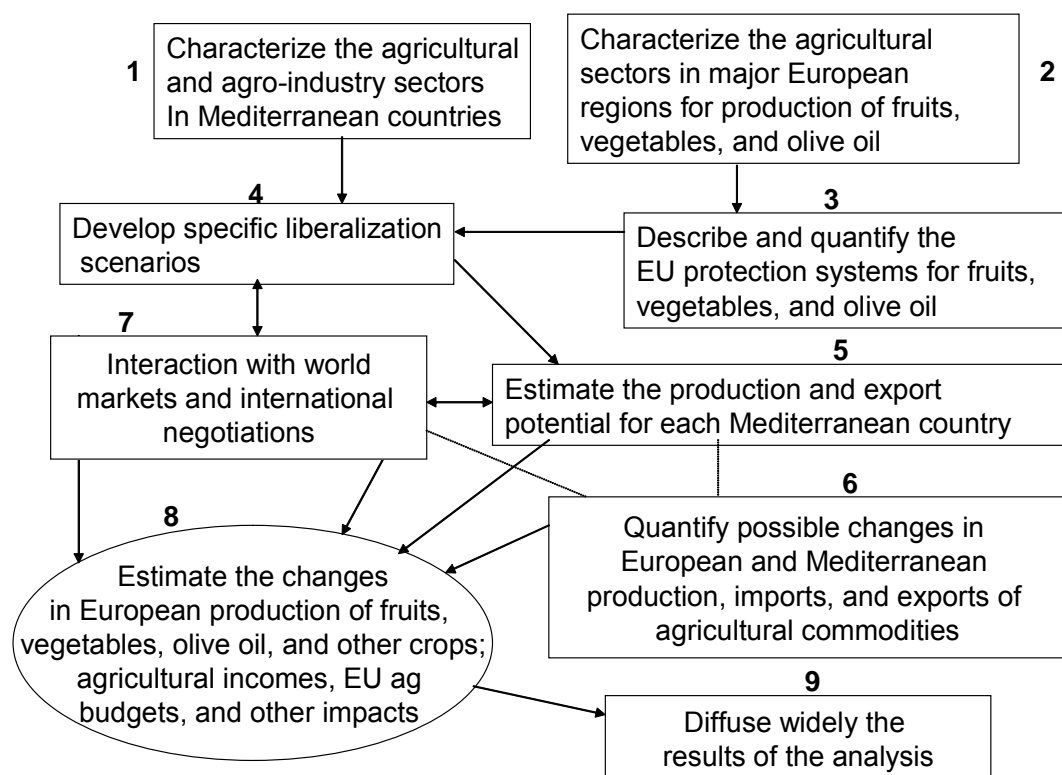 1
Characterize the agricultural
and agro-industry sectors
In Mediterranean countries
2
Characterize the agricultural
sectors in major European
regions for production of fruits,
vegetables, and olive oil
4
Develop specific liberalization
scenarios
3
Describe and quantify the
EU protection systems for fruits,
vegetables, and olive oil
7
Interaction with world
markets and international
negotiations
5
Estimate the production and export
potential for each Mediterranean country
6
Quantify possible changes in
European and Mediterranean
production, imports, and exports of
agricultural commodities
8
Estimate the changes
in European production of fruits,
vegetables, olive oil, and other crops;
agricultural incomes, EU ag
budgets, and other impacts
9
Diffuse widely the
results of the analysis